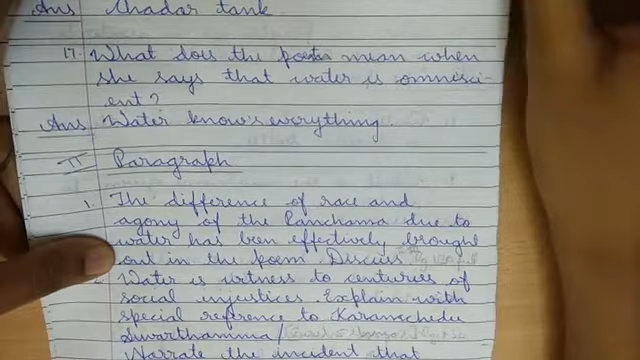 Ans Chadar tank.
17. What does the poeta mean when
she says that water is omnisci-
ent?
Ans Water know's everything.
II Paragraph
1. The difference of race and
agony of the Panchama due to
water has been effectively brought
out in the poem. Discuss
Water is witness to centuries of
social injustices. Explain with
special reference to Karamchedu
Suvarthamma/
Narrate the incident that